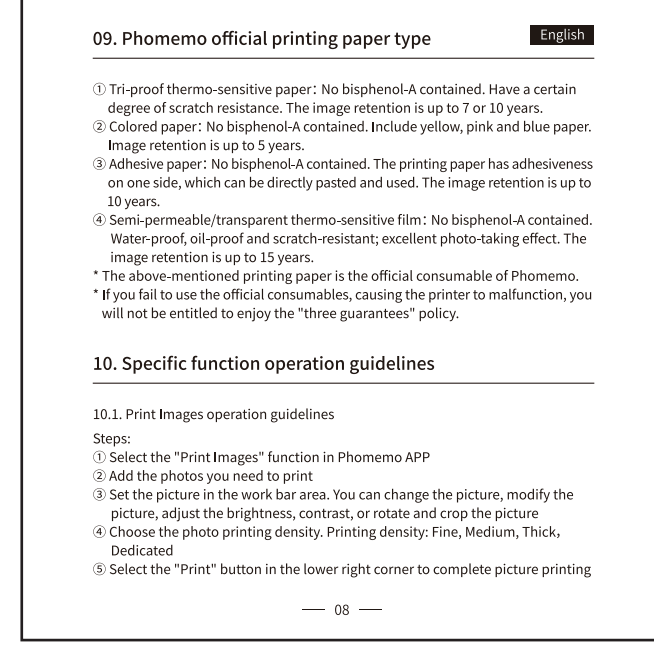 09. Phomemo official printing paper type
English
① Tri-proof thermo-sensitive paper: No bisphenol-A contained. Have a certain
degree of scratch resistance. The image retention is up to 7 or 10 years.
② Colored paper: No bisphenol-A contained. Include yellow, pink and blue paper.
Image retention is up to 5 years.
③ Adhesive paper: No bisphenol-A contained. The printing paper has adhesiveness
on one side, which can be directly pasted and used. The image retention is up to
10 years.
④ Semi-permeable/transparent thermo-sensitive film: No bisphenol-A contained.
Water-proof, oil-proof and scratch-resistant; excellent photo-taking effect. The
image retention is up to 15 years.
* The above-mentioned printing paper is the official consumable of Phomemo.
* If you fail to use the official consumables, causing the printer to malfunction, you
will not be entitled to enjoy the "three guarantees" policy.
10. Specific function operation guidelines
10.1. Print Images operation guidelines
Steps:
① Select the "Print Images" function in Phomemo APP
② Add the photos you need to print
③ Set the picture in the work bar area. You can change the picture, modify the
picture, adjust the brightness, contrast, or rotate and crop the picture
④ Choose the photo printing density. Printing density: Fine, Medium, Thick,
Dedicated
⑤ Select the "Print" button in the lower right corner to complete picture printing
08